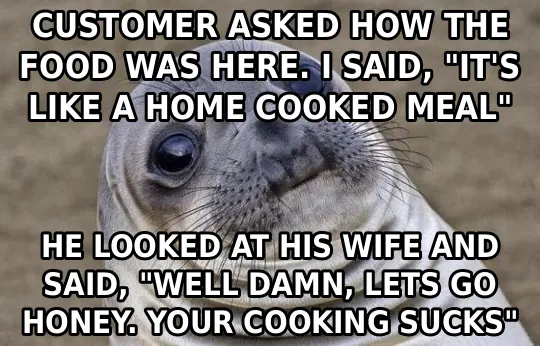 CUSTOMER ASKED HOW THE
FOOD WAS HERE. I SAID, "IT'S
LIKE A HOME COOKED MEAL"
HE LOOKED AT HIS WIFE AND
SAID, "WELL DAMN, LETS GO
HONEY. YOUR COOKING SUCKS"